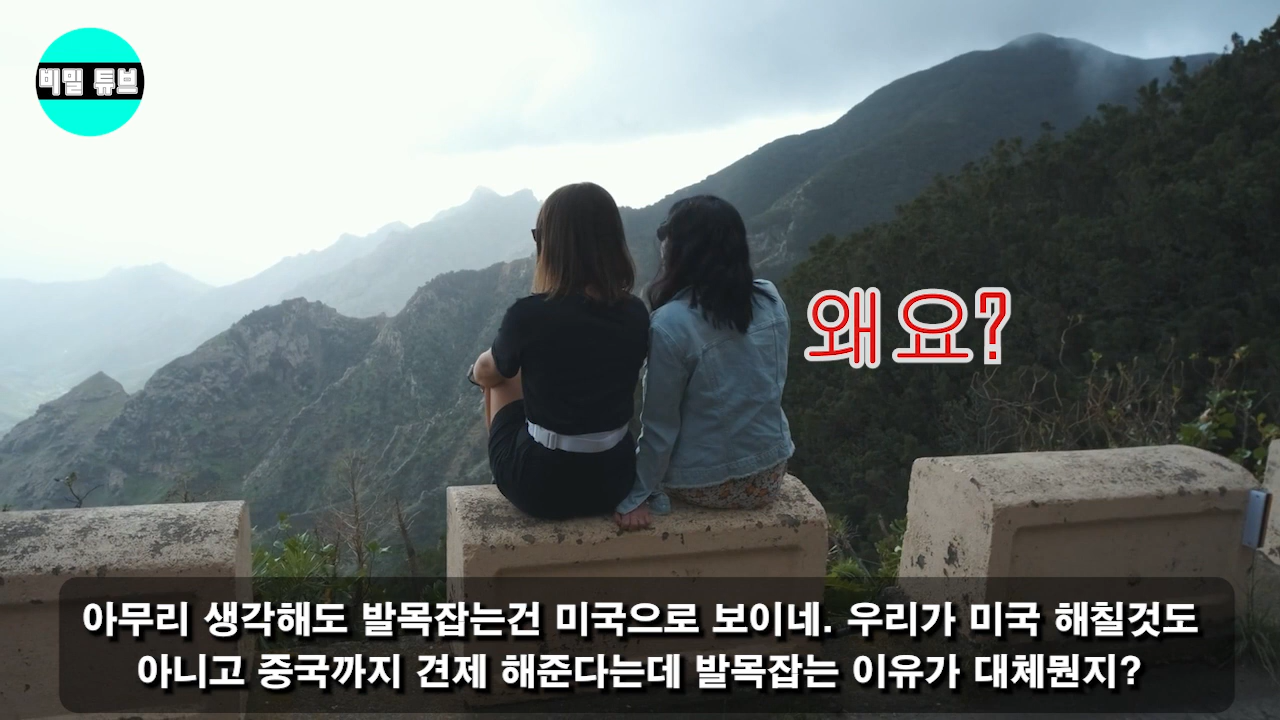 비밀 튜브
왜요?
아무리 생각해도 발목잡는건 미국으로 보이네. 우리가 미국 해칠것도
아니고 중국까지 견제 해준다는데 발목잡는 이유가 대체뭔지?